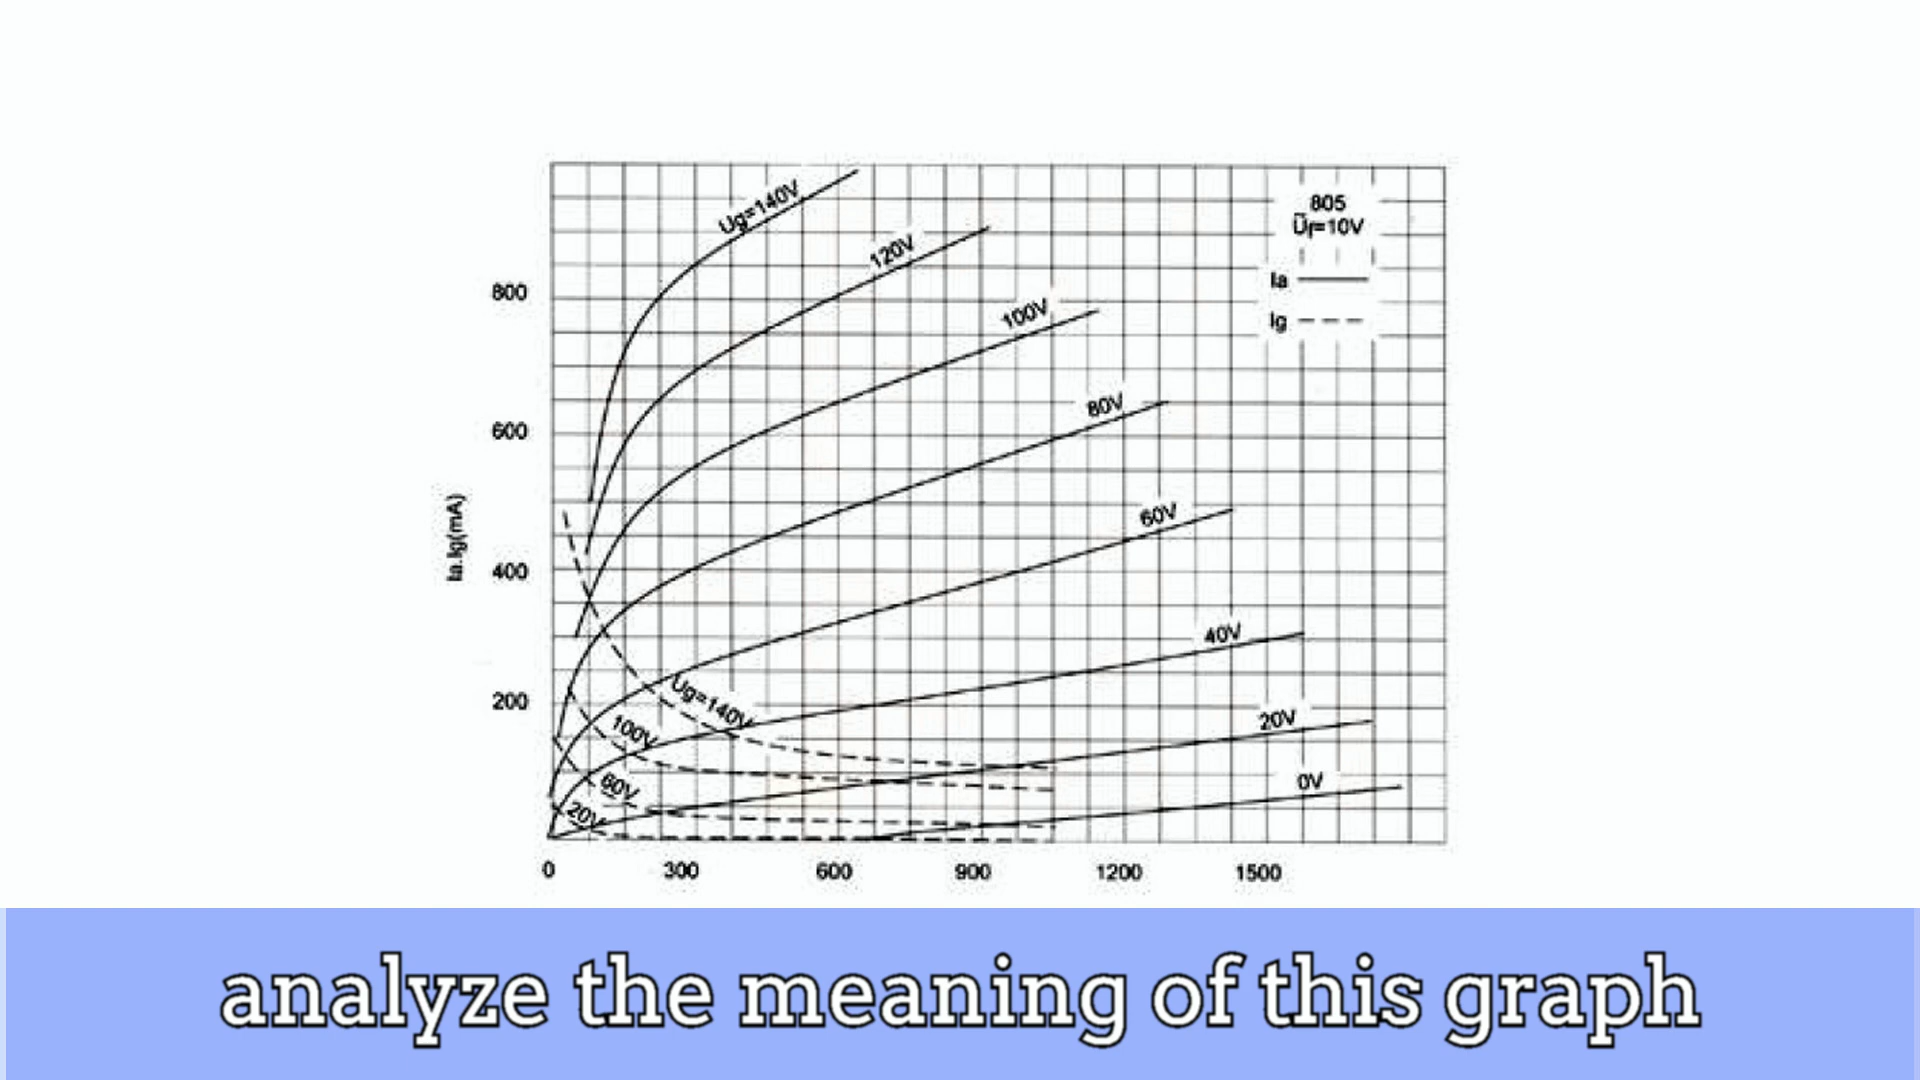 Ug=140V
120V
100V
80V
60V
40V
20V
0V
805
Ūf=10V
Ia
Ig
Ia.Ig(mA)
800
600
400
200
Ug=140V
100V
60V
20V
0 300 600 900 1200 1500
analyze the meaning of this graph